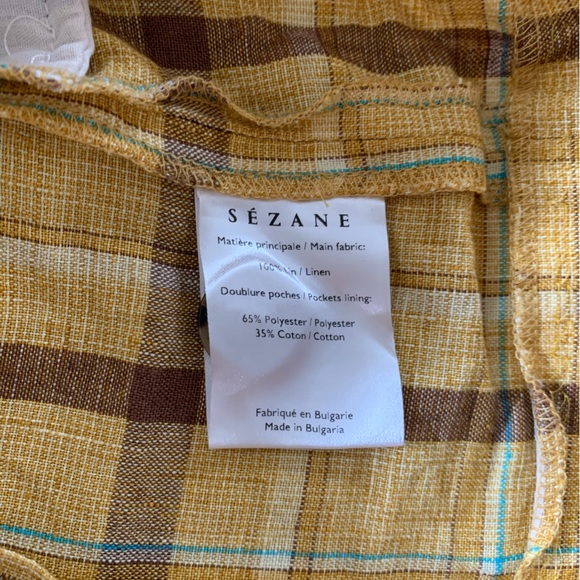 SÉZANE
Matière principale / Main fabric:
100% Lin / Linen
Doublure poches / Pockets lining:
65% Polyester / Polyester
35% Coton / Cotton
Fabriqué en Bulgarie
Made in Bulgaria